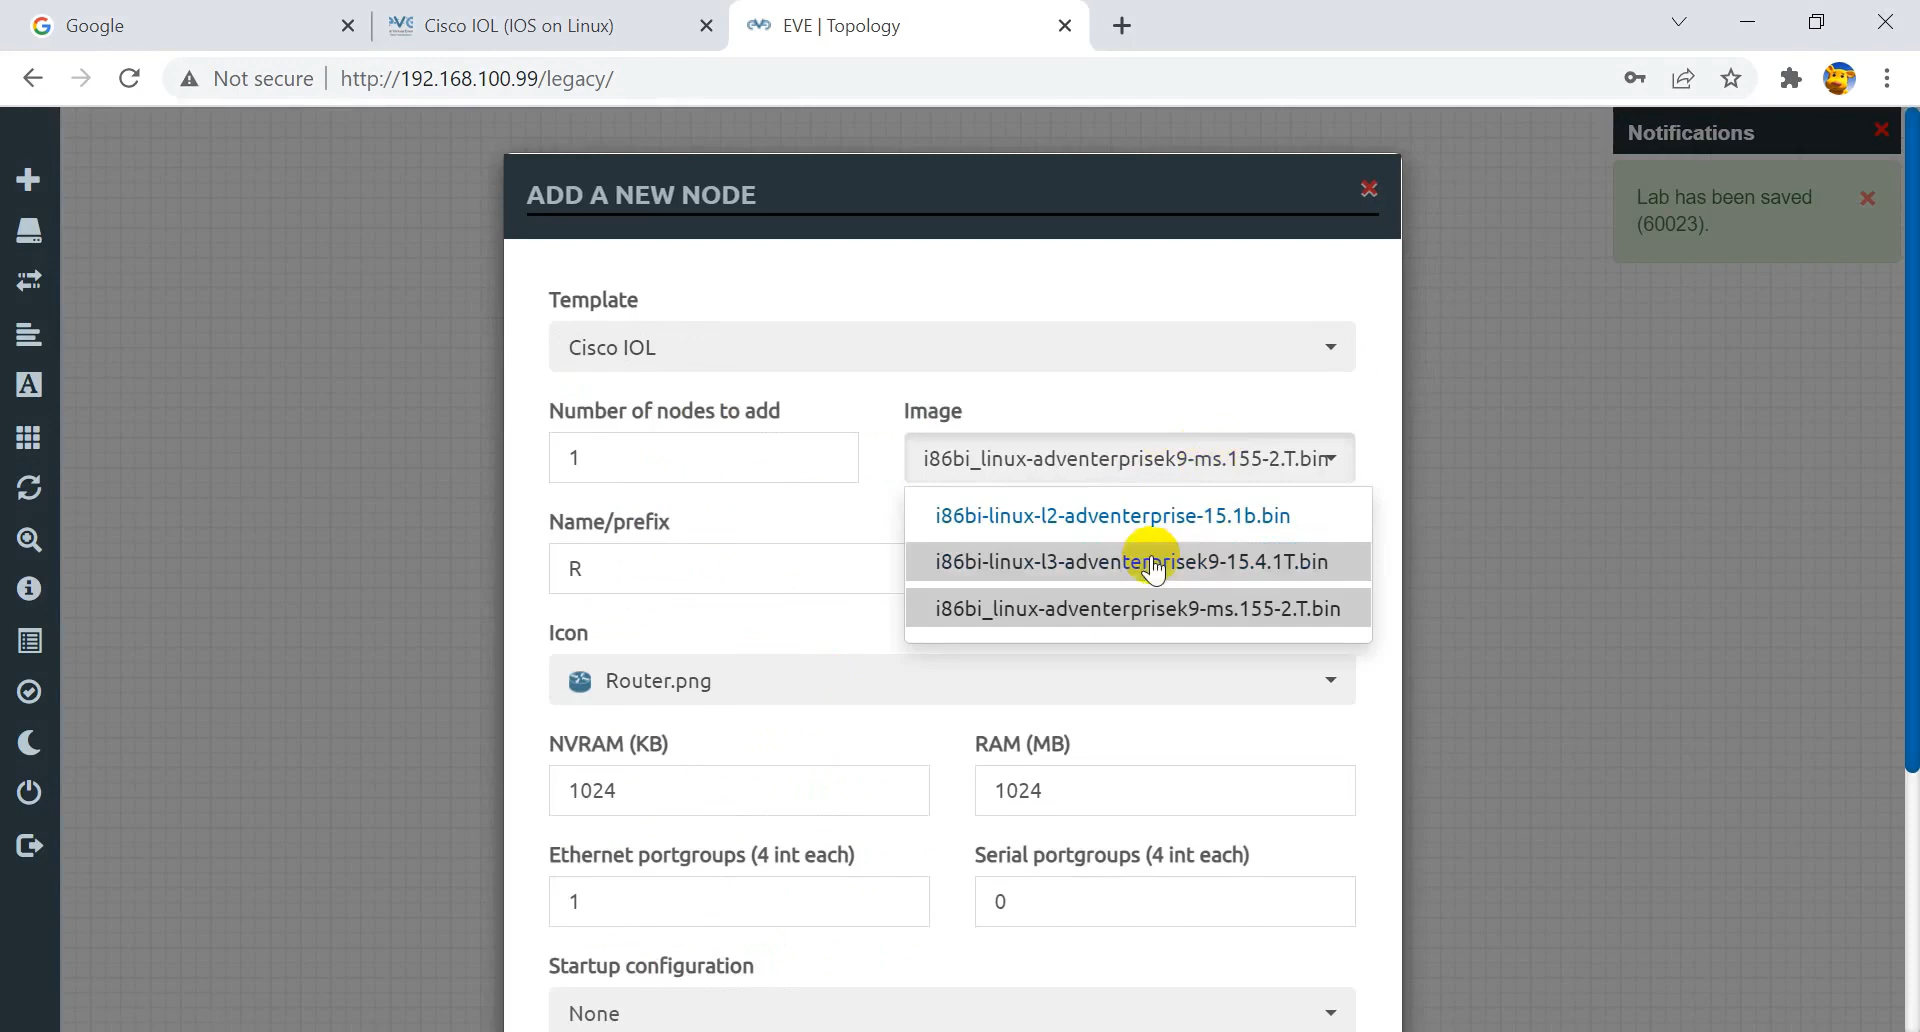 Google
Cisco IOL (IOS on Linux)
EVE | Topology
Not secure
http://192.168.100.99/legacy/
Notifications
Lab has been saved
(60023).
ADD A NEW NODE
Template
Cisco IOL
Number of nodes to add
Image
1
i86bi_linux-adventerprisek9-ms.155-2.T.bin
i86bi-linux-l2-adventerprise-15.1b.bin
i86bi-linux-l3-adventerprisek9-15.4.1T.bin
i86bi_linux-adventerprisek9-ms.155-2.T.bin
Name/prefix
R
Icon
Router.png
NVRAM (KB)
RAM (MB)
1024
1024
Ethernet portgroups (4 int each)
Serial portgroups (4 int each)
1
0
Startup configuration
None